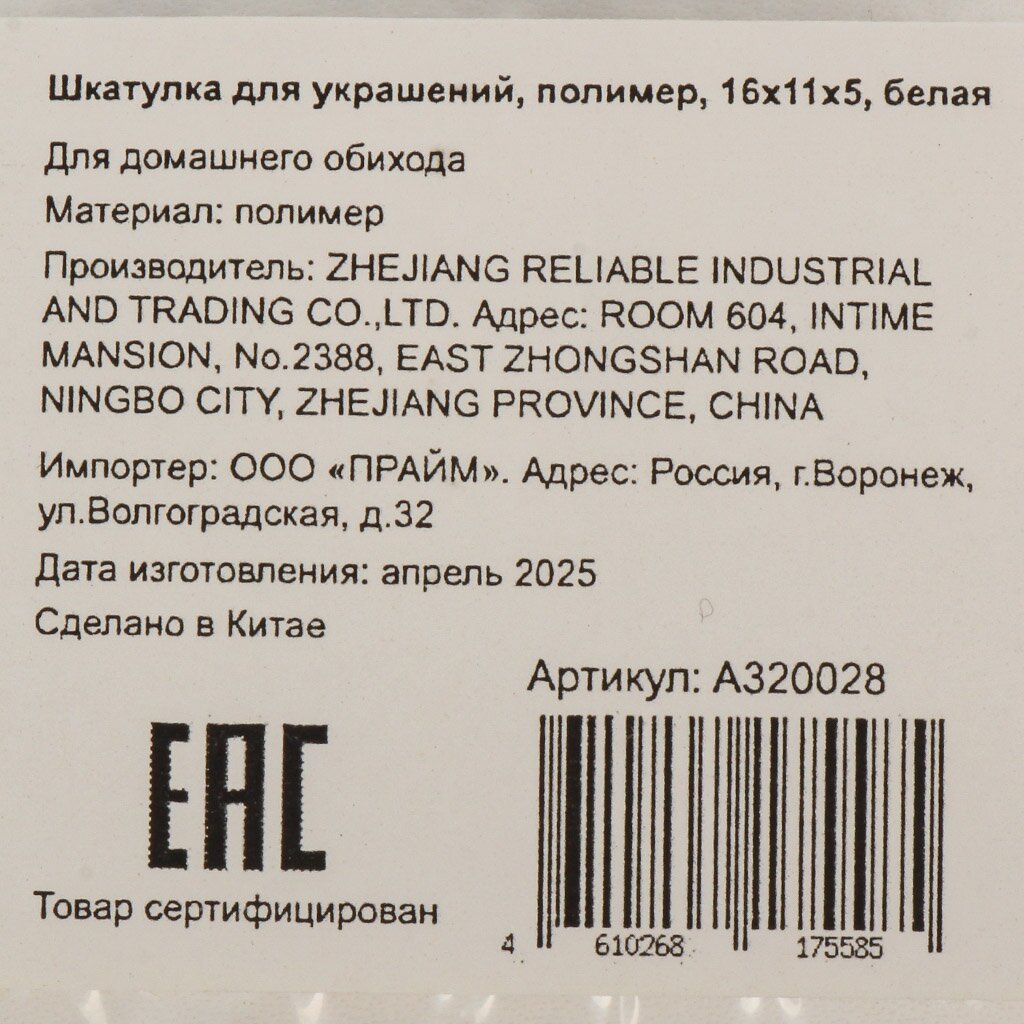 Шкатулка для украшений, полимер, 16х11х5, белая
Для домашнего обихода
Материал: полимер
Производитель: ZHEJIANG RELIABLE INDUSTRIAL
AND TRADING CO.,LTD. Адрес: ROOM 604, INTIME
MANSION, No.2388, EAST ZHONGSHAN ROAD,
NINGBO CITY, ZHEJIANG PROVINCE, CHINA
Импортер: ООО «ПРАЙМ». Адрес: Россия, г.Воронеж,
ул.Волгоградская, д.32
Дата изготовления: апрель 2025
Сделано в Китае
Артикул: А320028
ЕАС
Товар сертифицирован
4 610268 175585